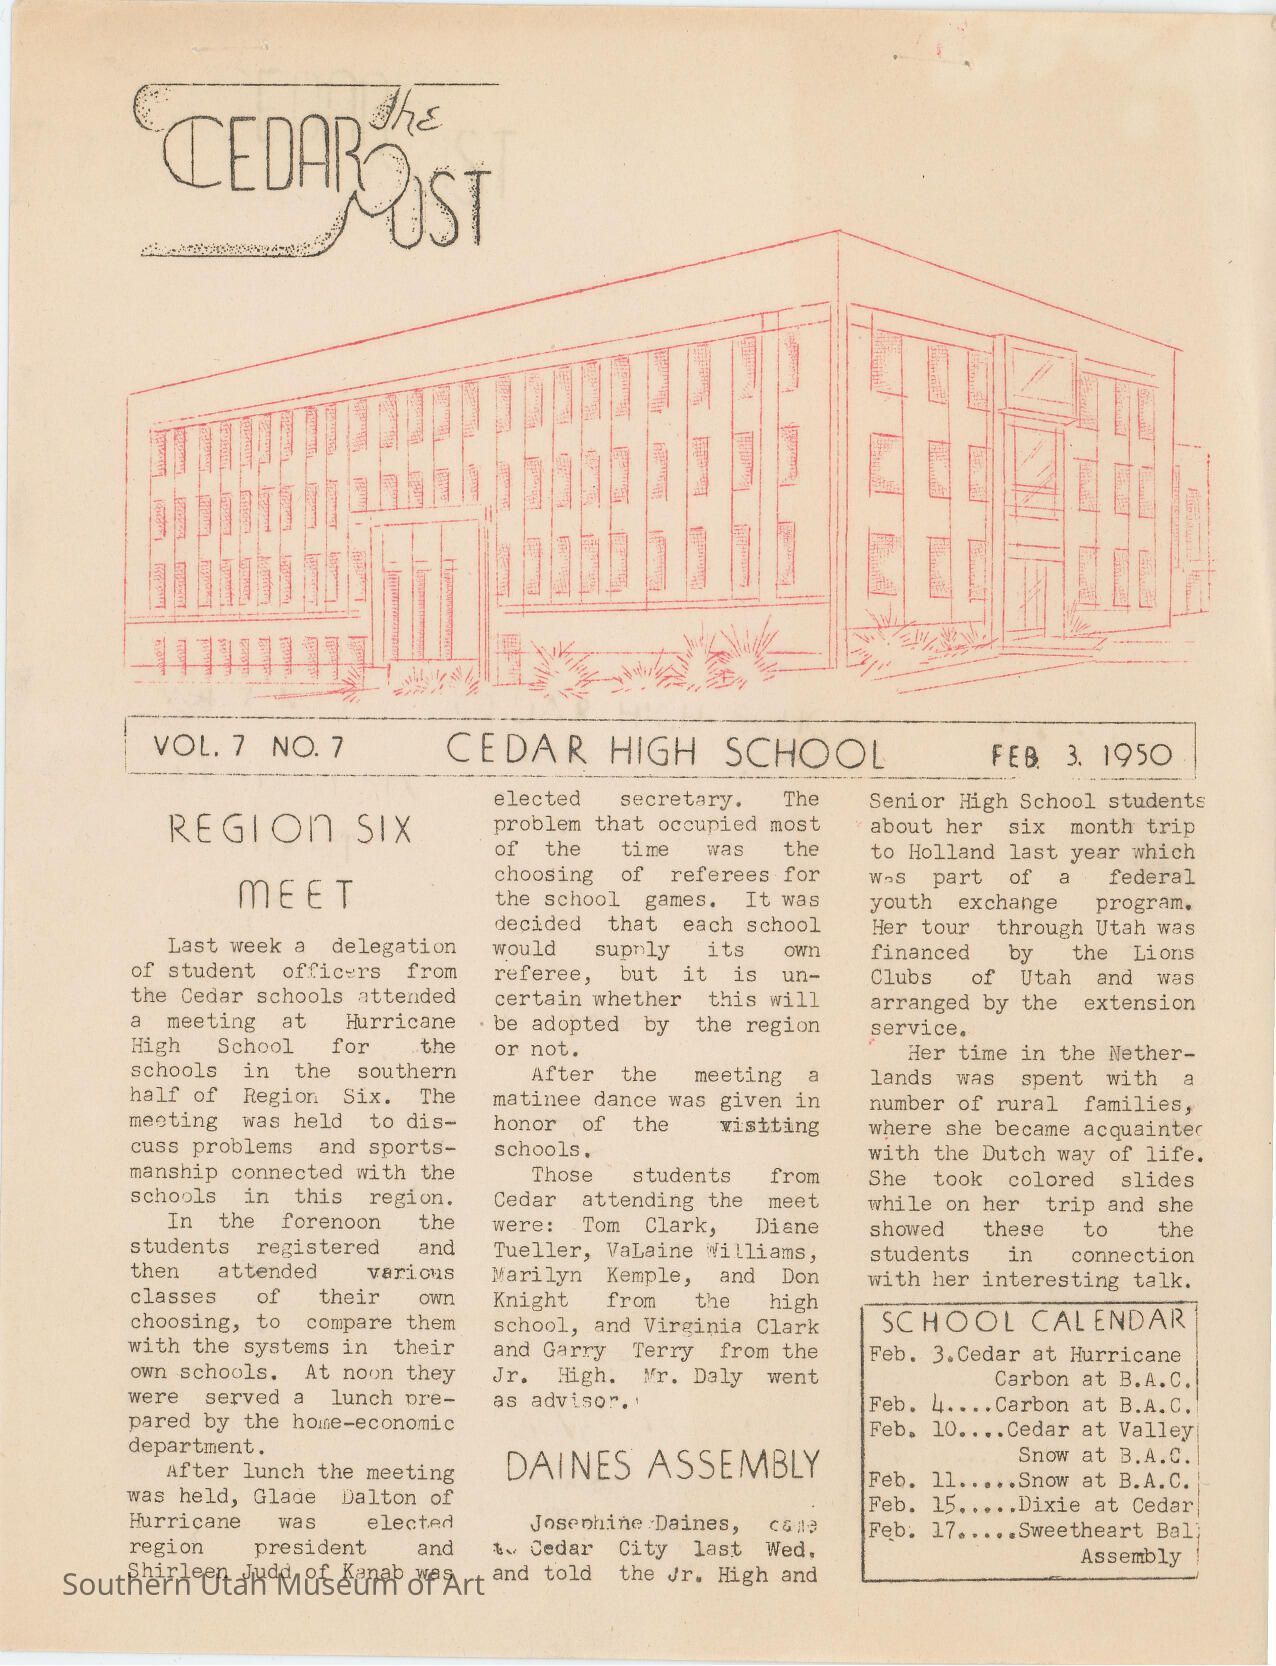 The
CEDAR
POST
VOL. 7 NO. 7 CEDAR HIGH SCHOOL FEB. 3. 1950
REGION SIX
MEET
Last week a delegation
of student officers from
the Cedar schools attended
a meeting at Hurricane
High School for the
schools in the southern
half of Region Six. The
meeting was held to dis-
cuss problems and sports-
manship connected with the
schools in this region.
In the forenoon the
students registered and
then attended various
classes of their own
choosing, to compare them
with the systems in their
own schools. At noon they
were served a lunch pre-
pared by the home-economic
department.
After lunch the meeting
was held, Glade Dalton of
Hurricane was elected
region president and
Shirleen Judd of Kanab was
elected secretary. The
problem that occupied most
of the time was the
choosing of referees for
the school games. It was
decided that each school
would supply its own
referee, but it is un-
certain whether this will
be adopted by the region
or not.
After the meeting a
matinee dance was given in
honor of the visiting
schools.
Those students from
Cedar attending the meet
were: Tom Clark, Diane
Tueller, VaLaine Williams,
Marilyn Kemple, and Don
Knight from the high
school, and Virginia Clark
and Garry Terry from the
Jr. High. Mr. Daly went
as advisor.
DAINES ASSEMBLY
Josephine Daines, came
to Cedar City last Wed.
and told the Jr. High and
Senior High School students
about her six month trip
to Holland last year which
was part of a federal
youth exchange program.
Her tour through Utah was
financed by the Lions
Clubs of Utah and was
arranged by the extension
service.
Her time in the Nether-
lands was spent with a
number of rural families,
where she became acquainted
with the Dutch way of life.
She took colored slides
while on her trip and she
showed these to the
students in connection
with her interesting talk.
SCHOOL CALENDAR
Feb. 3.Cedar at Hurricane
Carbon at B.A.C.
Feb. 4....Carbon at B.A.C.
Feb. 10....Cedar at Valley
Snow at B.A.C.
Feb. 11.....Snow at B.A.C.
Feb. 15.....Dixie at Cedar
Feb. 17.....Sweetheart Ball
Assembly
Southern Utah Museum of Art